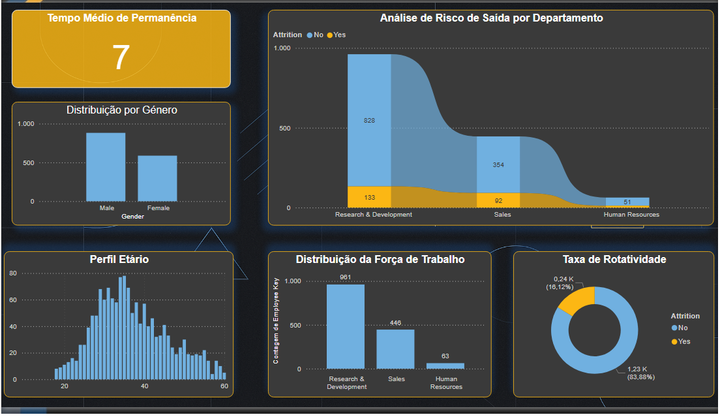 Tempo Médio de Permanência
7
Distribuição por Género
1.000
500
0
Male Female
Gender
Análise de Risco de Saída por Departamento
Attrition No Yes
1.000
500
0
828
133
354
92
51
Research & Development Sales Human Resources
Perfil Etário
80
60
40
20
0
20 40 60
Distribuição da Força de Trabalho
Contagem de Employee Key
1.000
500
0
961
446
63
Research &
Development
Sales
Human
Resources
Taxa de Rotatividade
0,24 K
(16,12%)
1,23 K
(83,88%)
Attrition
No
Yes